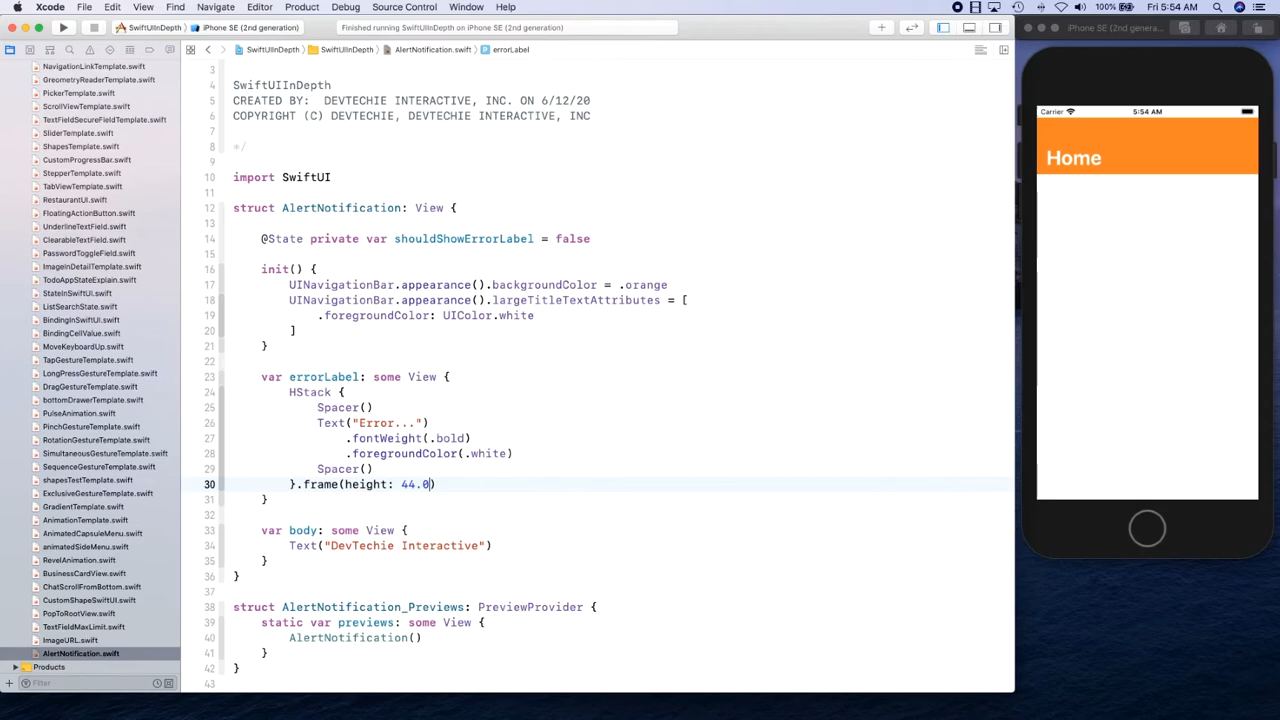 Xcode File Edit View Find Navigate Editor Product Debug Source Control Window Help 100% Fri 5:54 AM
SwiftUIInDepth › iPhone SE (2nd generation) Finished running SwiftUIInDepth on iPhone SE (2nd generation)
SwiftUIInDepth › SwiftUIInDepth › AlertNotification.swift › P errorLabel
NavigationLinkTemplate.swift
GreometryReaderTemplate.swift
PickerTemplate.swift
ScrollViewTemplate.swift
TextFieldSecureFieldTemplate.swift
SliderTemplate.swift
ShapesTemplate.swift
CustomProgressBar.swift
StepperTemplate.swift
TabViewTemplate.swift
RestaurantUI.swift
FloatingActionButton.swift
UnderlineTextField.swift
ClearableTextField.swift
PasswordToggleField.swift
ImageInDetailTemplate.swift
TodoAppStateExplain.swift
StateInSwiftUI.swift
ListSearchState.swift
BindingInSwiftUI.swift
BindingCellValue.swift
MoveKeyboardUp.swift
TapGestureTemplate.swift
LongPressGestureTemplate.swift
DragGestureTemplate.swift
bottomDrawerTemplate.swift
PulseAnimation.swift
PinchGestureTemplate.swift
RotationGestureTemplate.swift
SimultaneousGestureTemplate.swift
SequenceGestureTemplate.swift
shapesTestTemplate.swift
ExclusiveGestureTemplate.swift
GradientTemplate.swift
AnimationTemplate.swift
AnimatedCapsuleMenu.swift
animatedSideMenu.swift
RevelAnimation.swift
BusinessCardView.swift
ChatScrollFromBottom.swift
CustomShapeSwiftUI.swift
PopToRootView.swift
TextFieldMaxLimit.swift
ImageURL.swift
AlertNotification.swift
Products
Filter
3
4 SwiftUIInDepth
5 CREATED BY: DEVTECHIE INTERACTIVE, INC. ON 6/12/20
6 COPYRIGHT (C) DEVTECHIE, DEVTECHIE INTERACTIVE, INC
7
8 */
9
10 import SwiftUI
11
12 struct AlertNotification: View {
13
14 @State private var shouldShowErrorLabel = false
15
16 init() {
17 UINavigationBar.appearance().backgroundColor = .orange
18 UINavigationBar.appearance().largeTitleTextAttributes = [
19 .foregroundColor: UIColor.white
20 ]
21 }
22
23 var errorLabel: some View {
24 HStack {
25 Spacer()
26 Text("Error...")
27 .fontWeight(.bold)
28 .foregroundColor(.white)
29 Spacer()
30 }.frame(height: 44.0)
31 }
32
33 var body: some View {
34 Text("DevTechie Interactive")
35 }
36 }
37
38 struct AlertNotification_Previews: PreviewProvider {
39 static var previews: some View {
40 AlertNotification()
41 }
42 }
43
iPhone SE (2nd genera...
Carrier 5:54 AM
Home